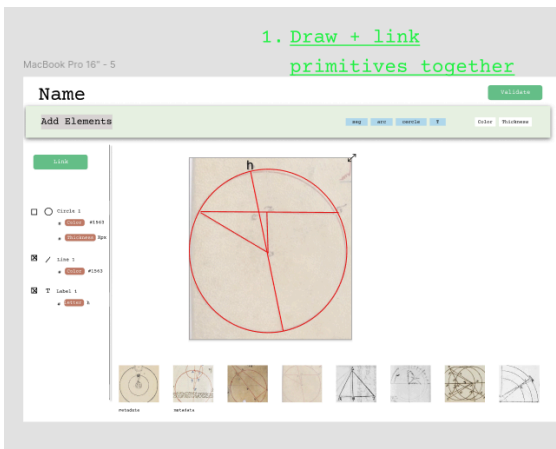 1. Draw + link
primitives together
MacBook Pro 16" - 5
Name
Validate
Add Elements
seg arc cercle T
Color Thickness
Link
h
Circle 1
Color #1563
Thickness 3px
Line 1
Color #1563
Label 1
letter h
metadata metadata